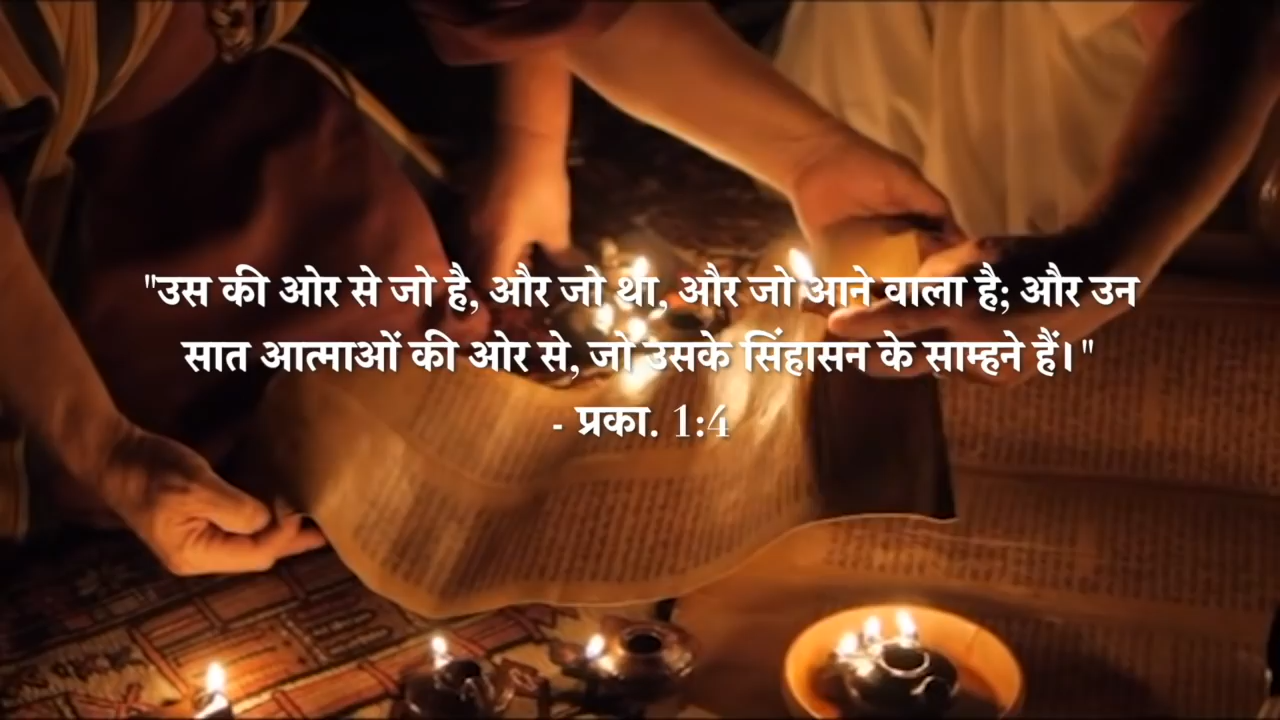 "उस की ओर से जो है, और जो था, और जो आने वाला है; और उन
सात आत्माओं की ओर से, जो उसके सिंहासन के साम्हने हैं। "
- प्रका. 1:4